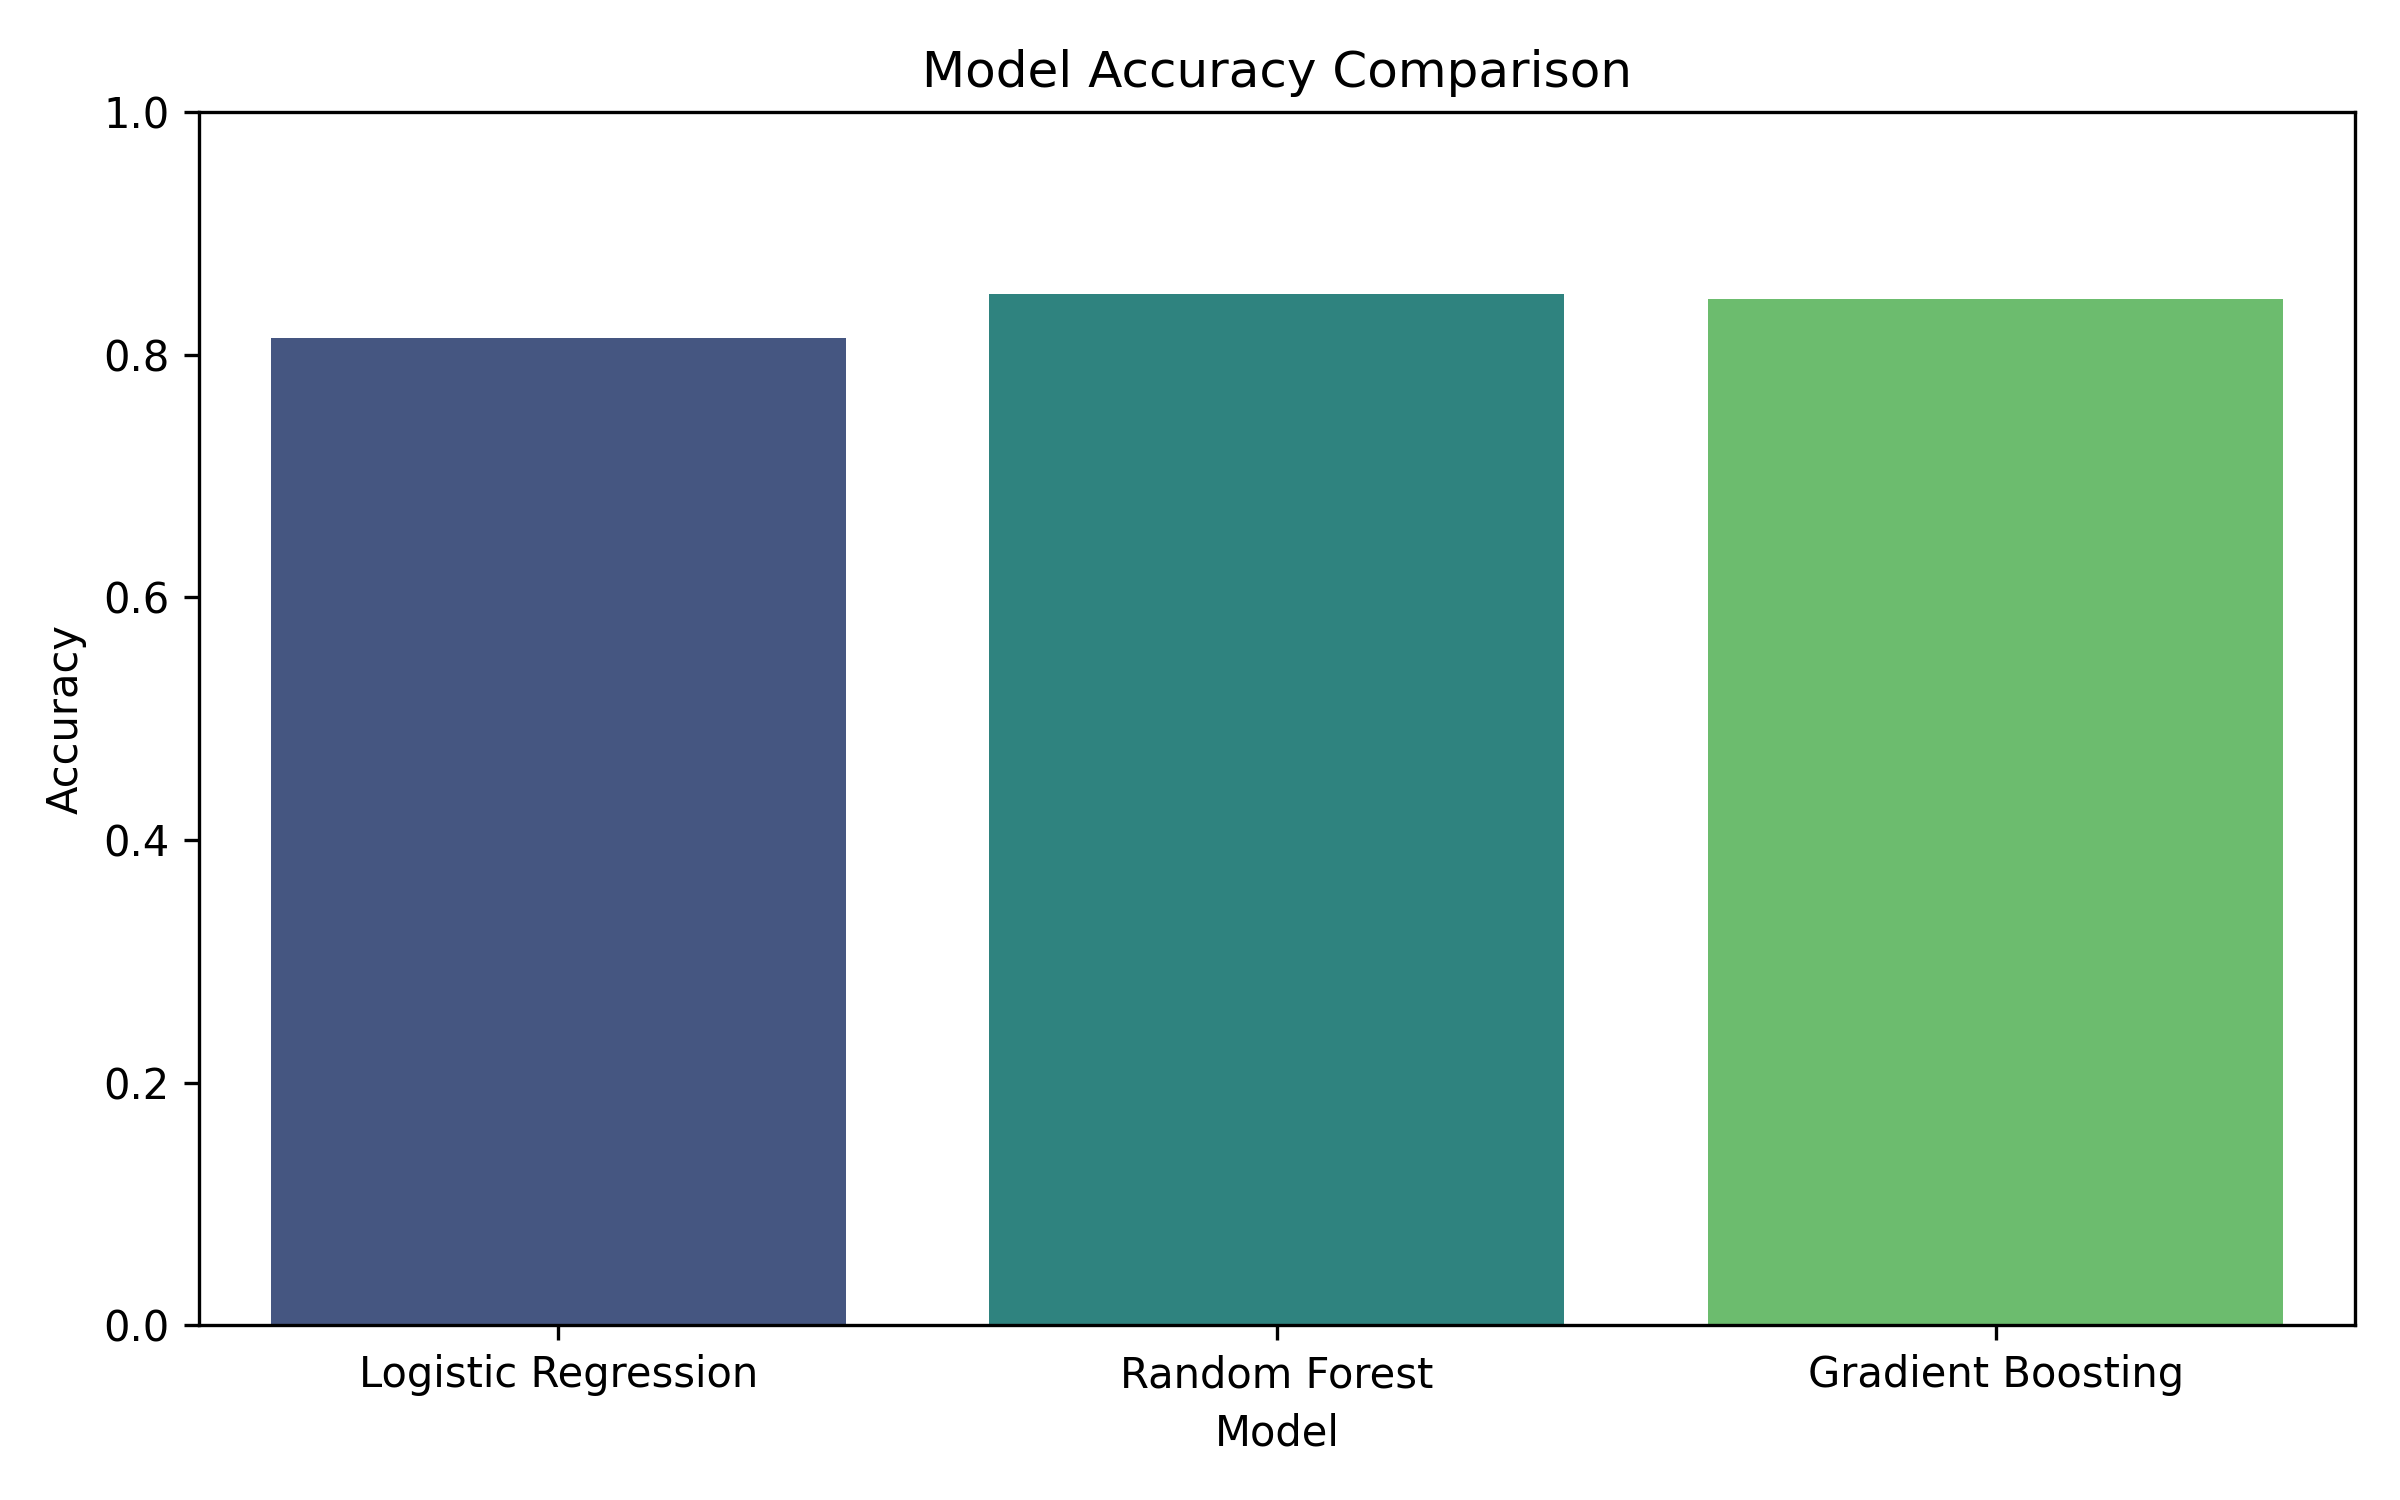 Model Accuracy Comparison
1.0
0.8
0.6
0.4
0.2
0.0
Accuracy
Logistic Regression
Random Forest
Gradient Boosting
Model